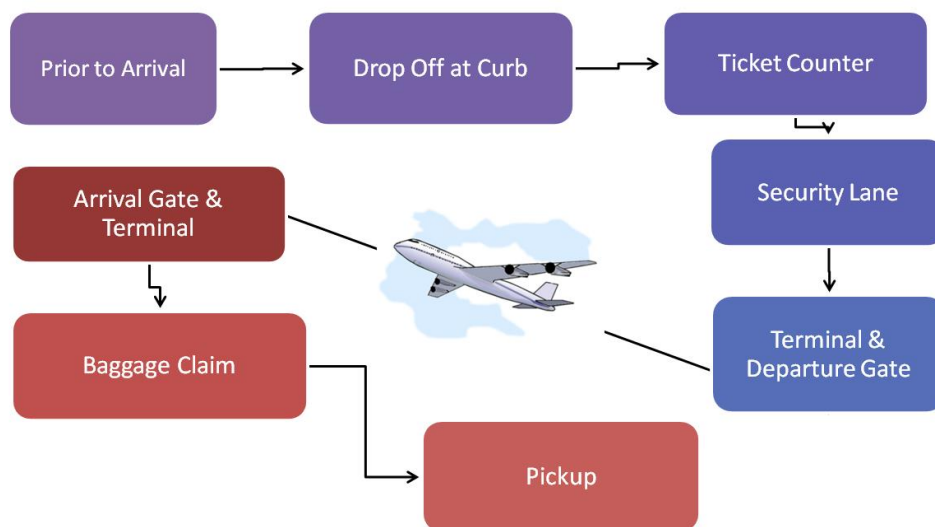 Prior to Arrival
Drop Off at Curb
Ticket Counter
Security Lane
Terminal &
Departure Gate
Arrival Gate &
Terminal
Baggage Claim
Pickup